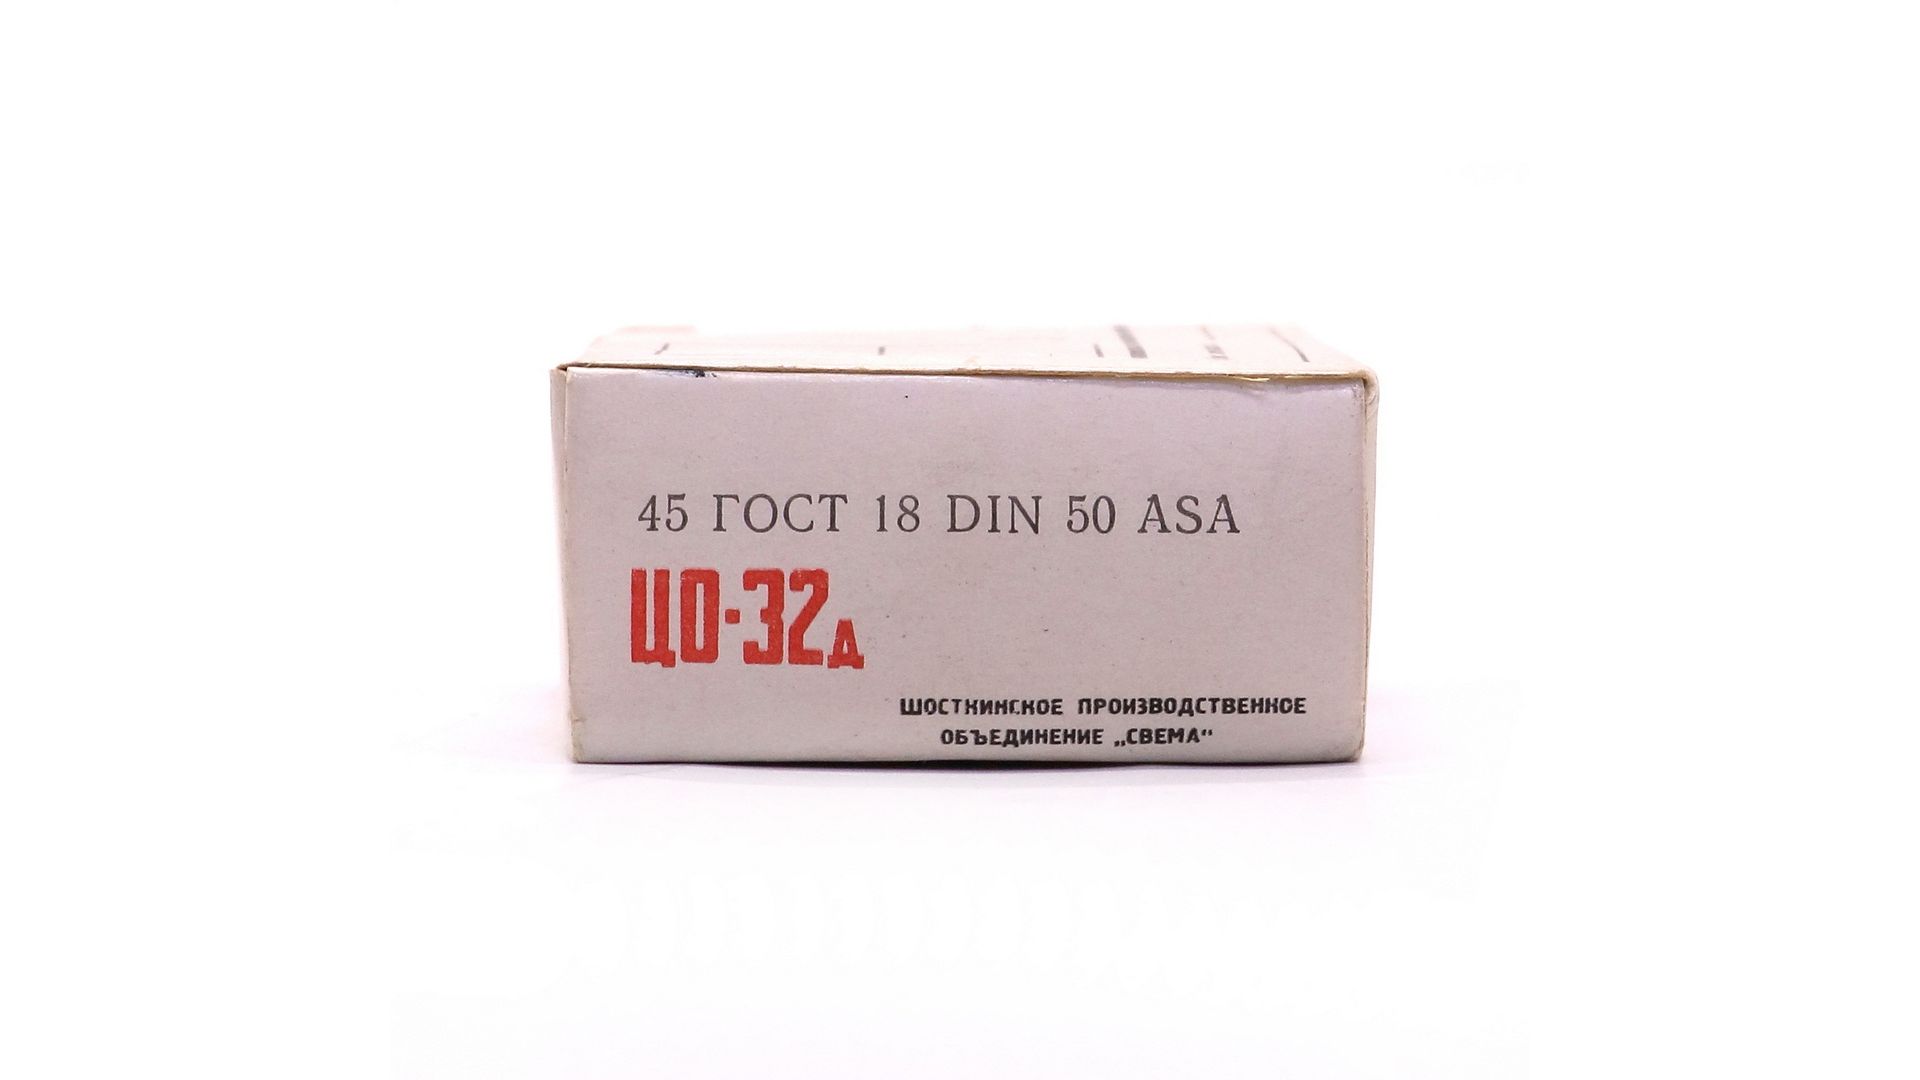 45 ГОСТ 18 DIN 50 ASA
ЦО-32д
ШОСТКИНСКОЕ ПРОИЗВОДСТВЕННОЕ
ОБЪЕДИНЕНИЕ „СВЕМА“